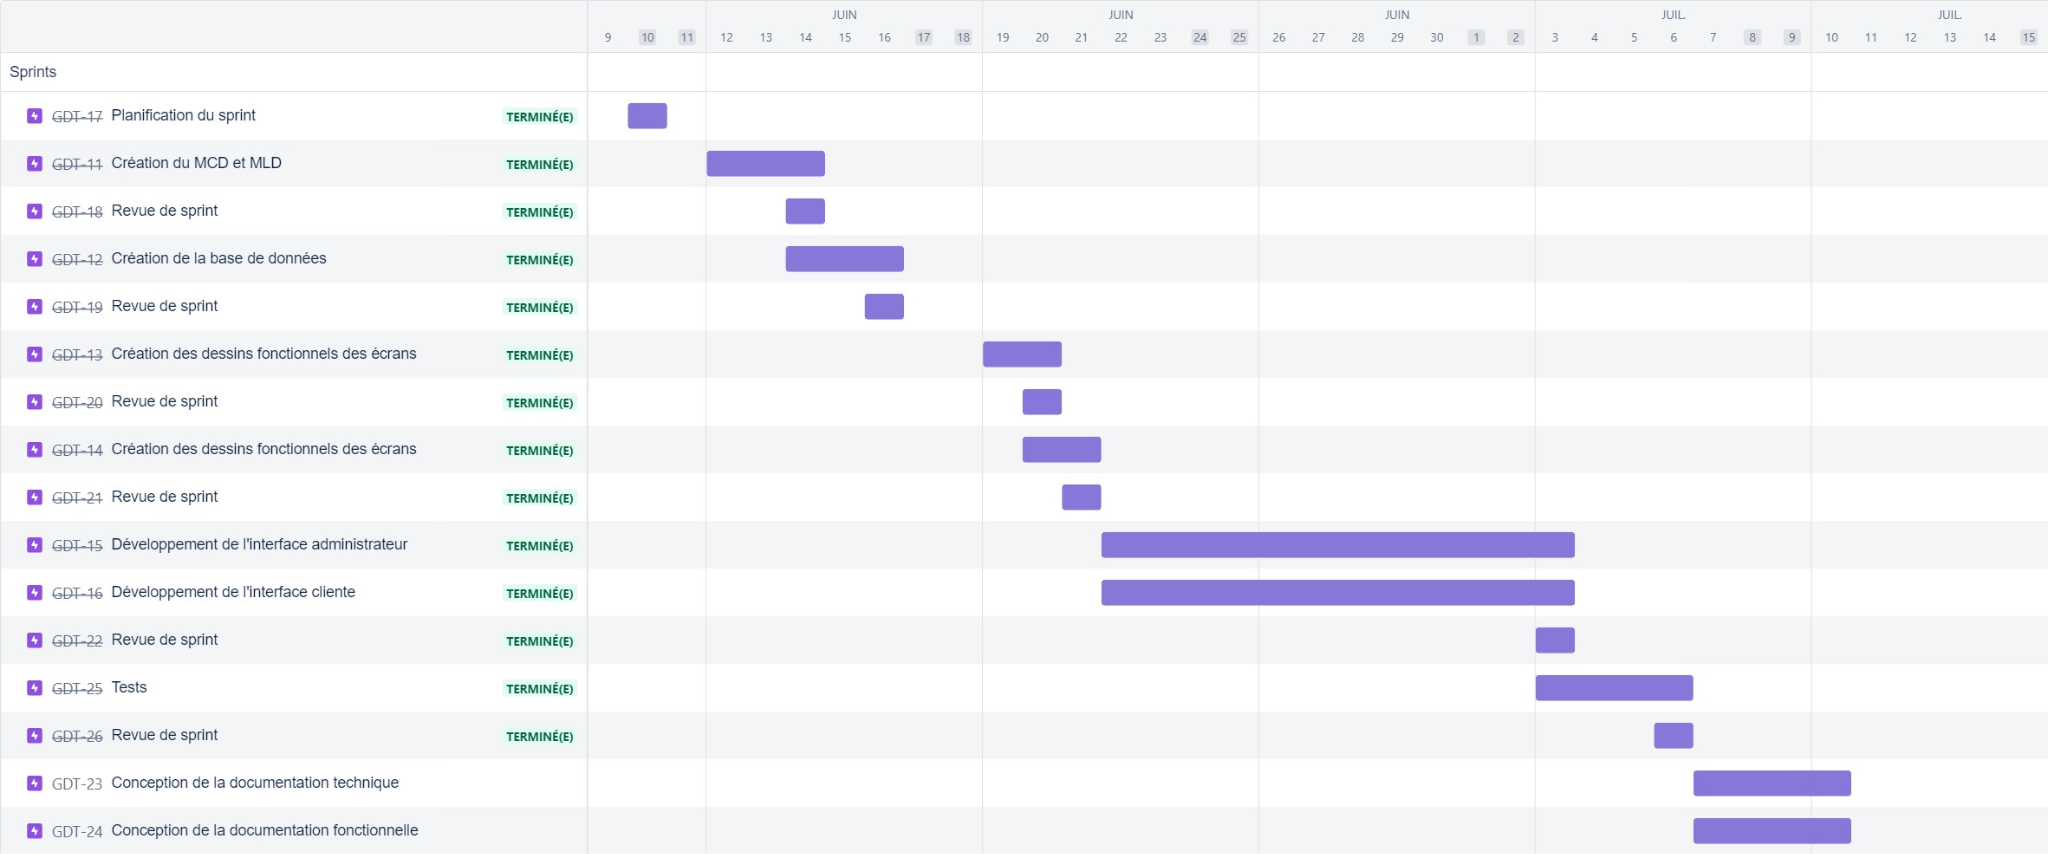 JUIN JUIN JUIN JUIL. JUIL.
9 10 11 12 13 14 15 16 17 18 19 20 21 22 23 24 25 26 27 28 29 30 1 2 3 4 5 6 7 8 9 10 11 12 13 14 15
Sprints
GDT-17 Planification du sprint TERMINÉ(E)
GDT-11 Création du MCD et MLD TERMINÉ(E)
GDT-18 Revue de sprint TERMINÉ(E)
GDT-12 Création de la base de données TERMINÉ(E)
GDT-19 Revue de sprint TERMINÉ(E)
GDT-13 Création des dessins fonctionnels des écrans TERMINÉ(E)
GDT-20 Revue de sprint TERMINÉ(E)
GDT-14 Création des dessins fonctionnels des écrans TERMINÉ(E)
GDT-21 Revue de sprint TERMINÉ(E)
GDT-15 Développement de l'interface administrateur TERMINÉ(E)
GDT-16 Développement de l'interface cliente TERMINÉ(E)
GDT-22 Revue de sprint TERMINÉ(E)
GDT-25 Tests TERMINÉ(E)
GDT-26 Revue de sprint TERMINÉ(E)
GDT-23 Conception de la documentation technique
GDT-24 Conception de la documentation fonctionnelle